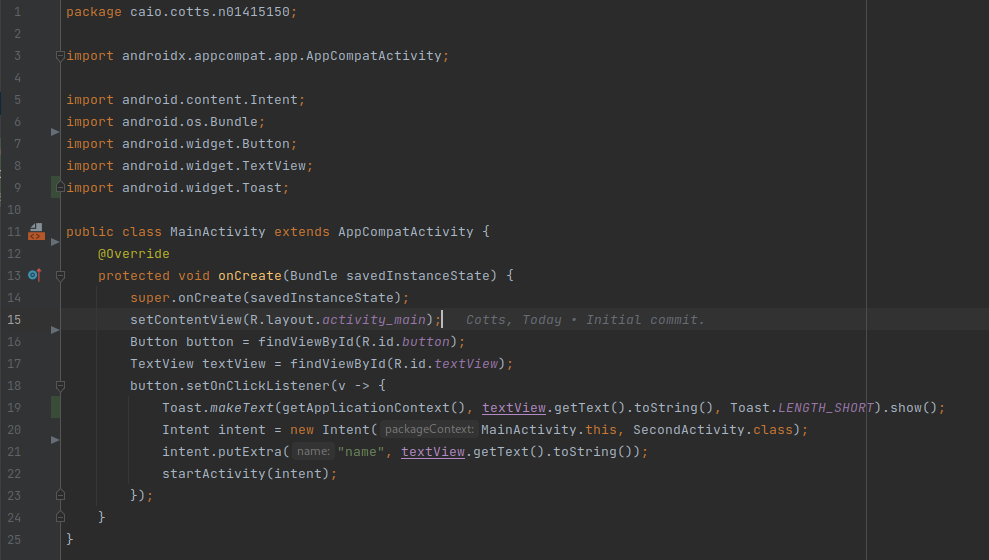 1 package caio.cotts.n01415150;
2
3 import androidx.appcompat.app.AppCompatActivity;
4
5 import android.content.Intent;
6 import android.os.Bundle;
7 import android.widget.Button;
8 import android.widget.TextView;
9 import android.widget.Toast;
10
11 public class MainActivity extends AppCompatActivity {
12 @Override
13 protected void onCreate(Bundle savedInstanceState) {
14 super.onCreate(savedInstanceState);
15 setContentView(R.layout.activity_main); Cotts, Today • Initial commit.
16 Button button = findViewById(R.id.button);
17 TextView textView = findViewById(R.id.textView);
18 button.setOnClickListener(v -> {
19 Toast.makeText(getApplicationContext(), textView.getText().toString(), Toast.LENGTH_SHORT).show();
20 Intent intent = new Intent( packageContext: MainActivity.this, SecondActivity.class);
21 intent.putExtra( name: "name", textView.getText().toString());
22 startActivity(intent);
23 });
24 }
25 }